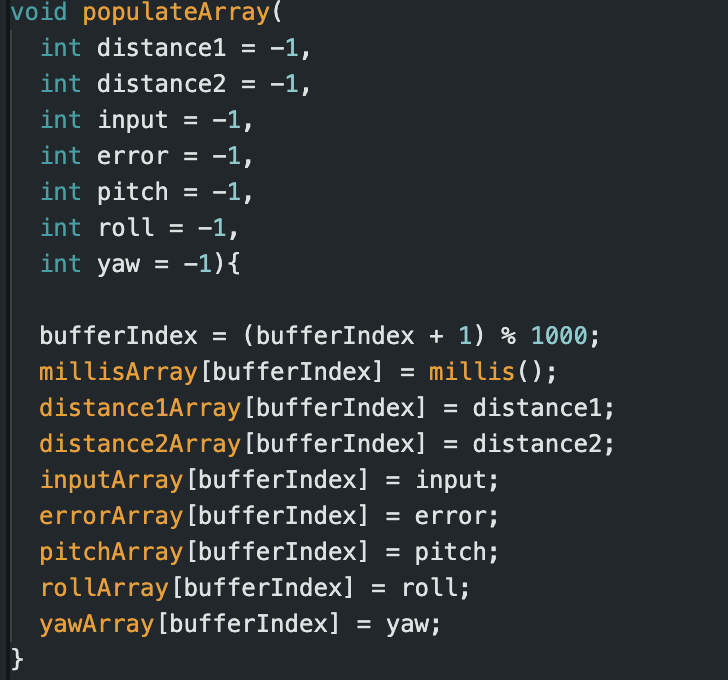 void populateArray(
  int distance1 = -1,
  int distance2 = -1,
  int input = -1,
  int error = -1,
  int pitch = -1,
  int roll = -1,
  int yaw = -1){

  bufferIndex = (bufferIndex + 1) % 1000;
  millisArray[bufferIndex] = millis();
  distance1Array[bufferIndex] = distance1;
  distance2Array[bufferIndex] = distance2;
  inputArray[bufferIndex] = input;
  errorArray[bufferIndex] = error;
  pitchArray[bufferIndex] = pitch;
  rollArray[bufferIndex] = roll;
  yawArray[bufferIndex] = yaw;
}